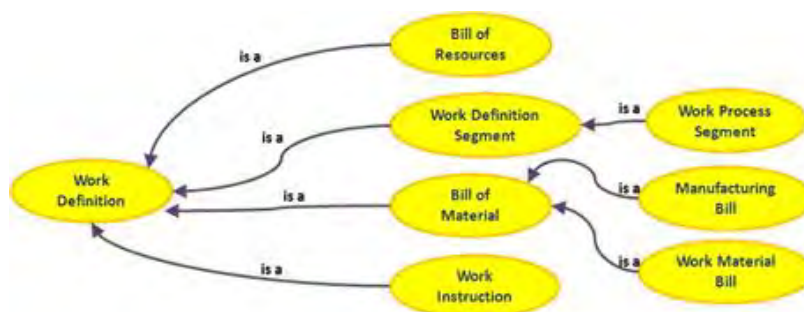 Bill of
Resources
is a
Work Definition
Segment
is a
Work Process
Segment
is a
Work
Definition
is a
Bill of
Material
is a
Manufacturing
Bill
is a
Work
Instruction
is a
Work Material
Bill